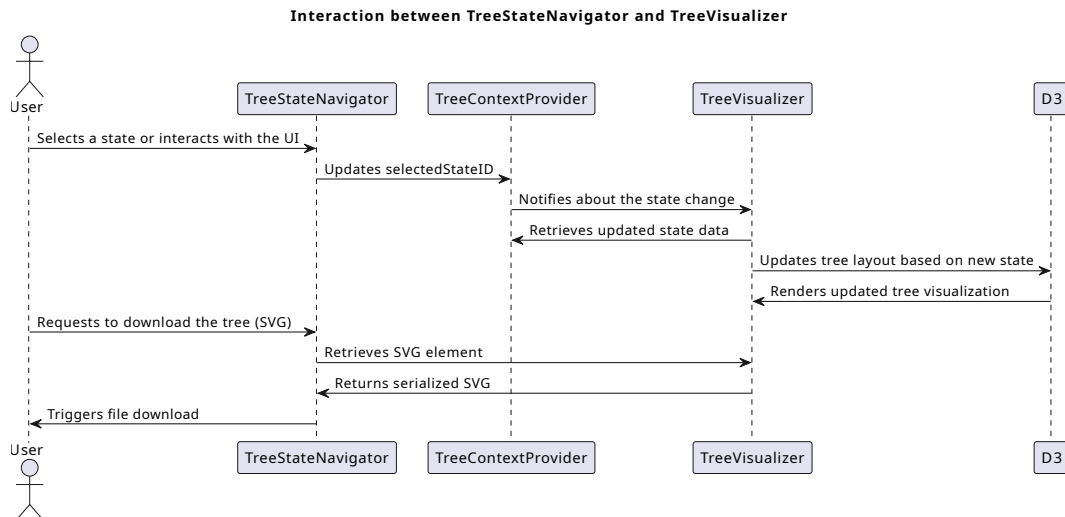 Interaction between TreeStateNavigator and TreeVisualizer
User
TreeStateNavigator
TreeContextProvider
TreeVisualizer
D3
Selects a state or interacts with the UI
Updates selectedStateID
Notifies about the state change
Retrieves updated state data
Updates tree layout based on new state
Renders updated tree visualization
Requests to download the tree (SVG)
Retrieves SVG element
Returns serialized SVG
Triggers file download
User
TreeStateNavigator
TreeContextProvider
TreeVisualizer
D3